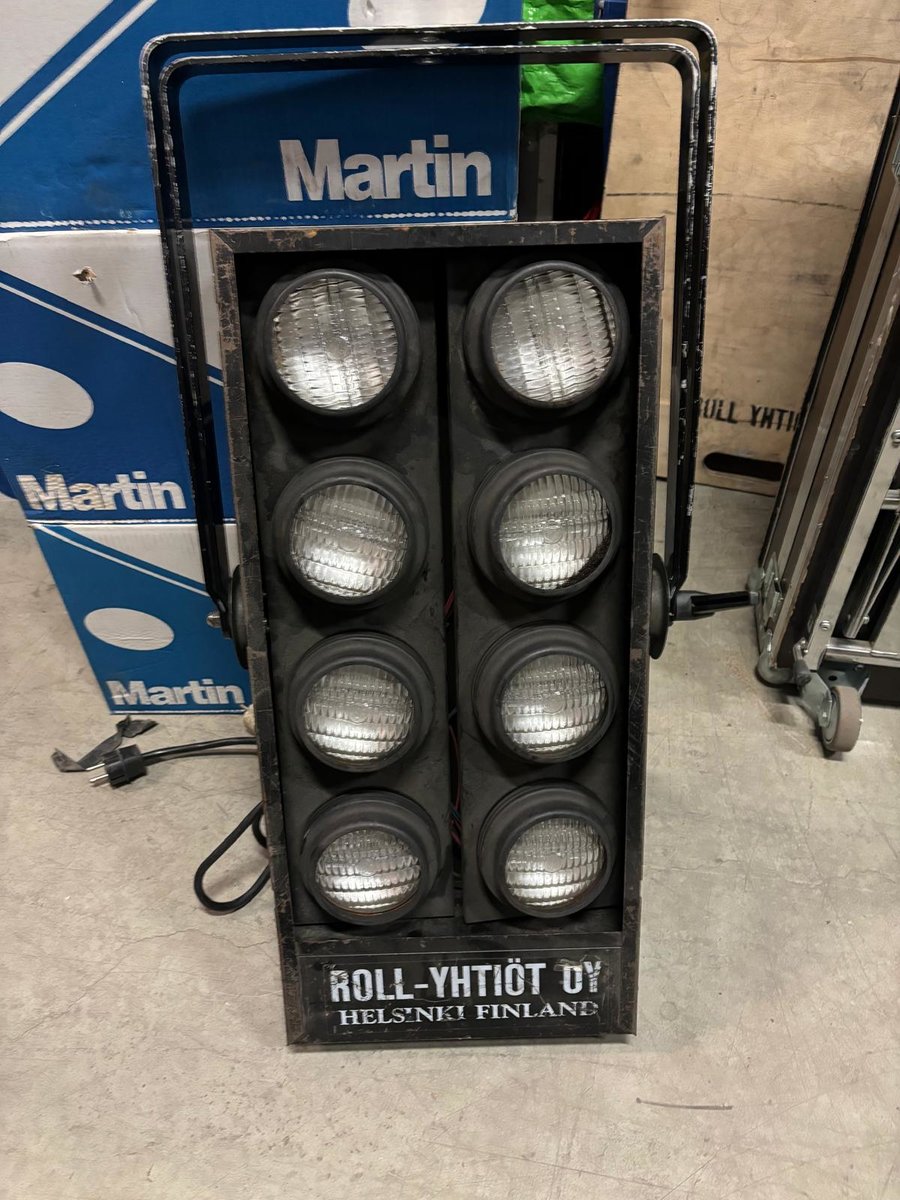 Martin
Martin
Martin
ROLL YHTI
ROLL-YHTIÖT OY
HELSINKI FINLAND